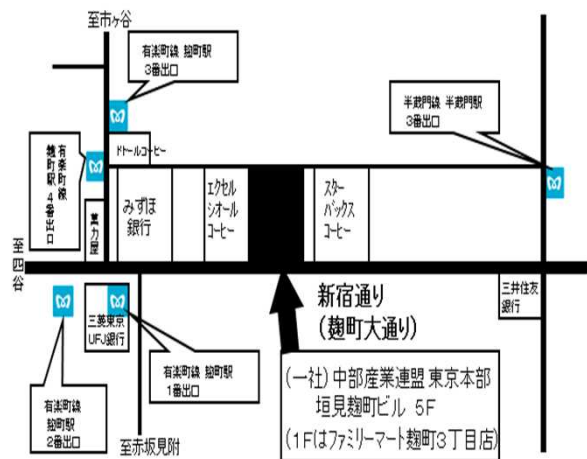 至市ヶ谷
有楽町線 麹町駅
3番出口
半蔵門線 半蔵門駅
3番出口
ドトールコーヒー
有楽町線
麹町駅 4番出口
萬力屋
みずほ
銀行
エクセル
シオール
コーヒー
スター
バックス
コーヒー
至四谷
新宿通り
(麹町大通り)
三井住友
銀行
三菱東京
UFJ銀行
有楽町線 麹町駅
1番出口
有楽町線
麹町駅
2番出口
至赤坂見附
(一社)中部産業連盟 東京本部
垣見麹町ビル 5F
(1Fはファミリーマート麹町3丁目店)